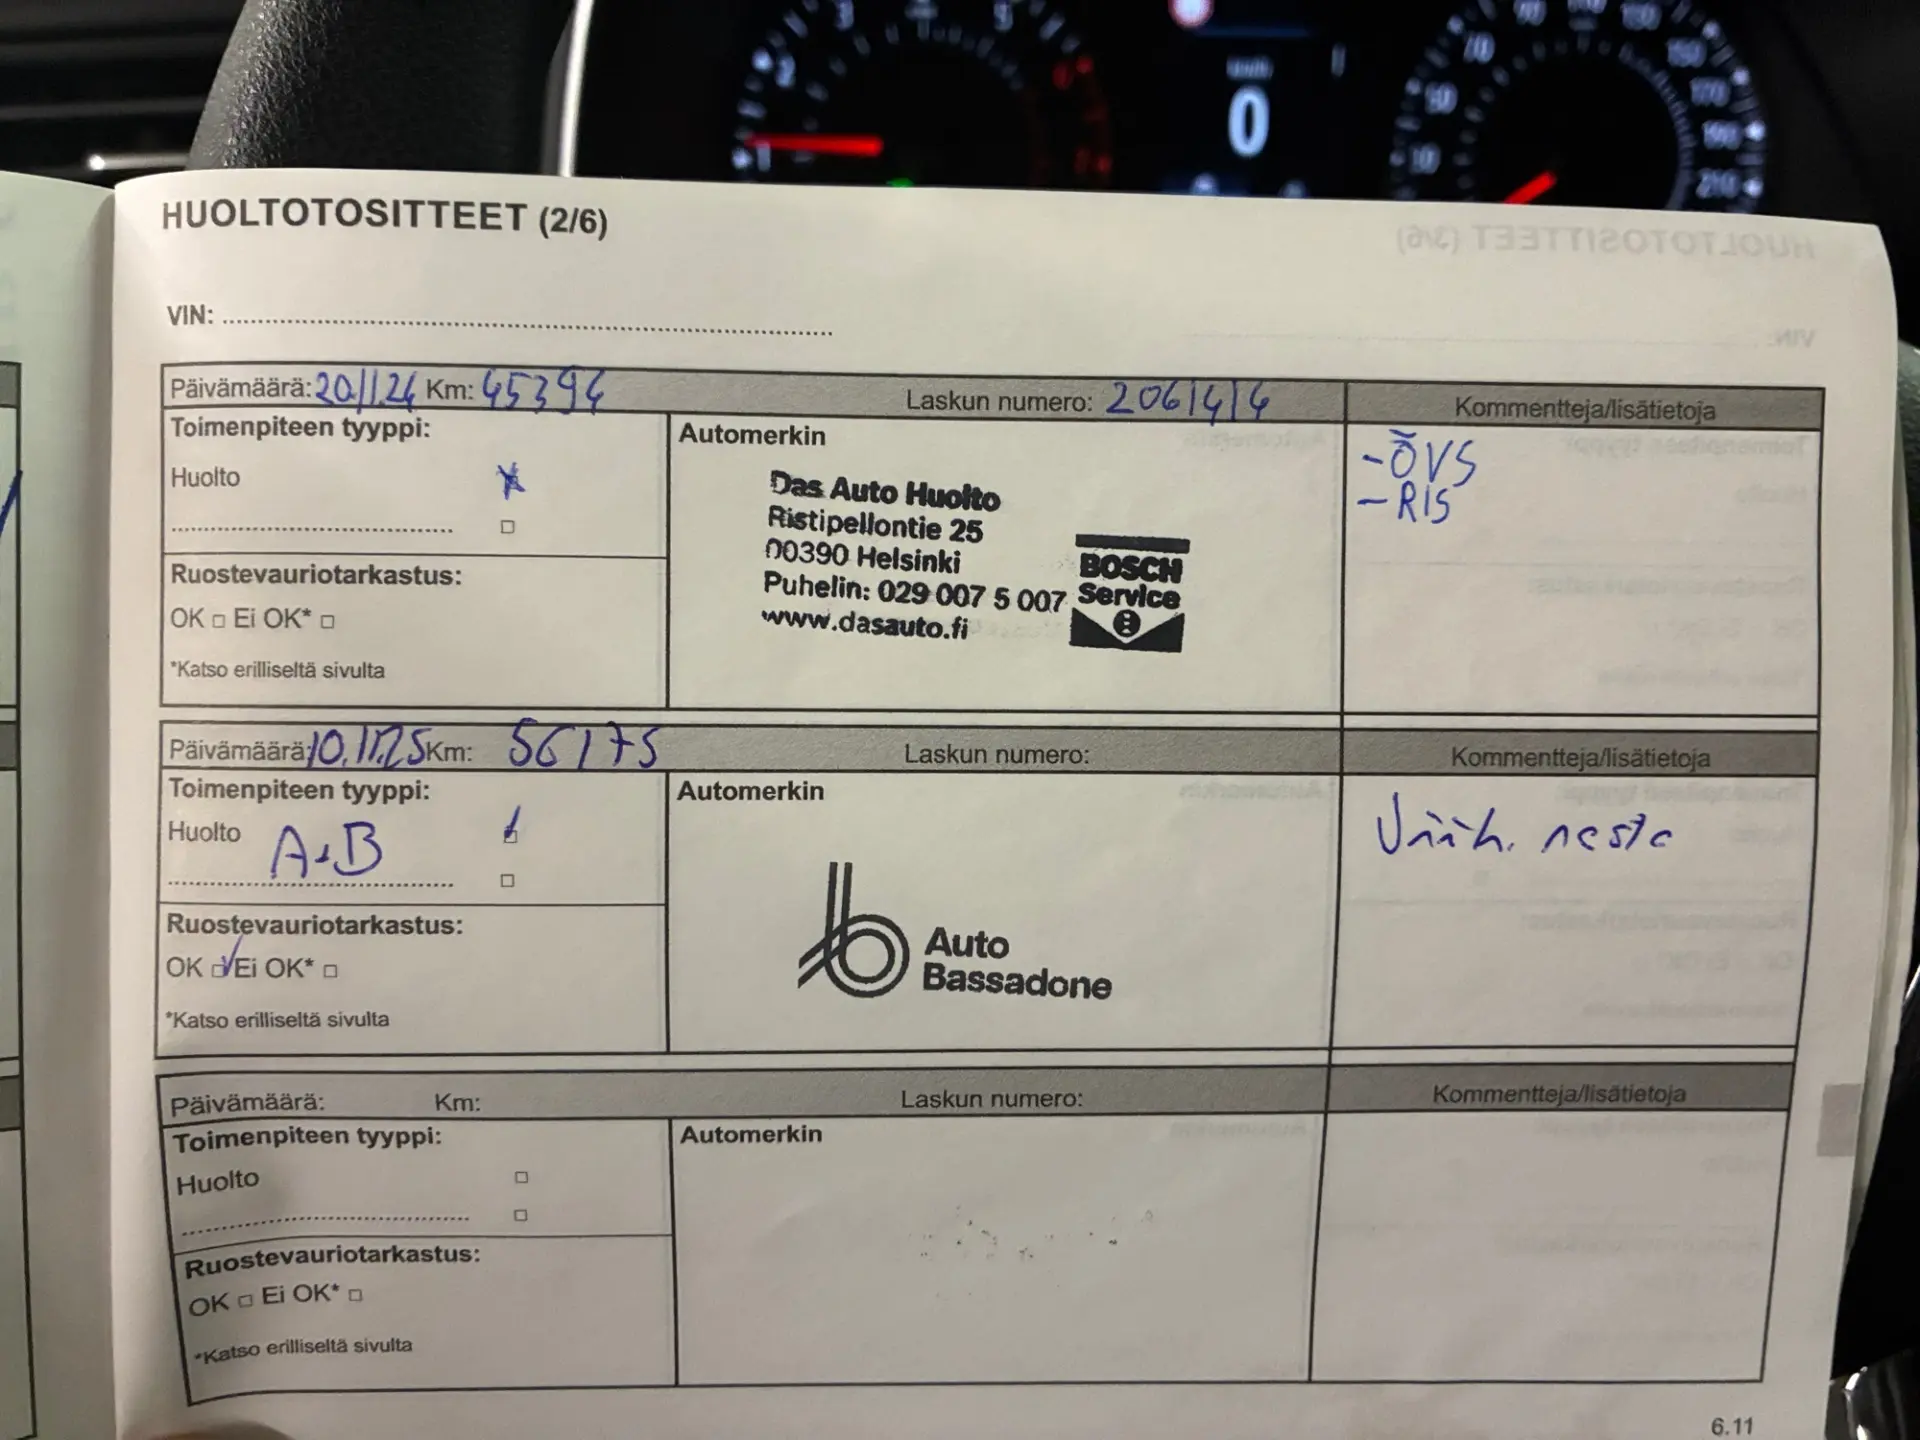 HUOLTOTOSITTEET (2/6)
VIN:
Päivämäärä: 20.11.24 Km: 45394 Laskun numero: 2061414 Kommentteja/lisätietoja
Toimenpiteen tyyppi:
Huolto
Automerkin
Das Auto Huolto
Ristipellontie 25
00390 Helsinki
Puhelin: 029 007 5 007
www.dasauto.fi
BOSCH
Service
-ÖVS
-RIS
Ruostevauriotarkastus:
OK □ Ei OK* □
*Katso erilliseltä sivulta
Päivämäärä: 10.11.25 Km: 56175 Laskun numero: Kommentteja/lisätietoja
Toimenpiteen tyyppi:
Huolto A+B
Automerkin
Auto
Bassadone
Jääh. neste
Ruostevauriotarkastus:
OK □ Ei OK* □
*Katso erilliseltä sivulta
Päivämäärä: Km: Laskun numero: Kommentteja/lisätietoja
Toimenpiteen tyyppi:
Huolto
Automerkin
Ruostevauriotarkastus:
OK □ Ei OK* □
*Katso erilliseltä sivulta
6.11